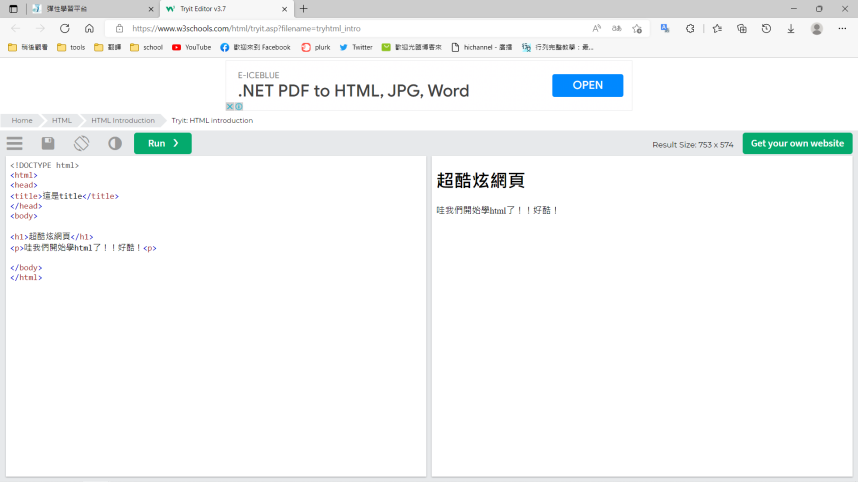 彈性學習平台
Tryit Editor v3.7
https://www.w3schools.com/html/tryit.asp?filename=tryhtml_intro
稍後觀看 tools 翻譯 school YouTube 歡迎來到 Facebook plurk Twitter 歡迎光臨博客來 hichannel - 廣播 行列完整教學：最...
E-ICEBLUE
.NET PDF to HTML, JPG, Word
OPEN
Home HTML HTML Introduction Tryit: HTML introduction
Run ❯ Result Size: 753 x 574 Get your own website
<!DOCTYPE html>
<html>
<head>
<title>這是title</title>
</head>
<body>
<h1>超酷炫網頁</h1>
<p>哇我們開始學html了！！好酷！<p>
</body>
</html>
超酷炫網頁
哇我們開始學html了！！好酷！